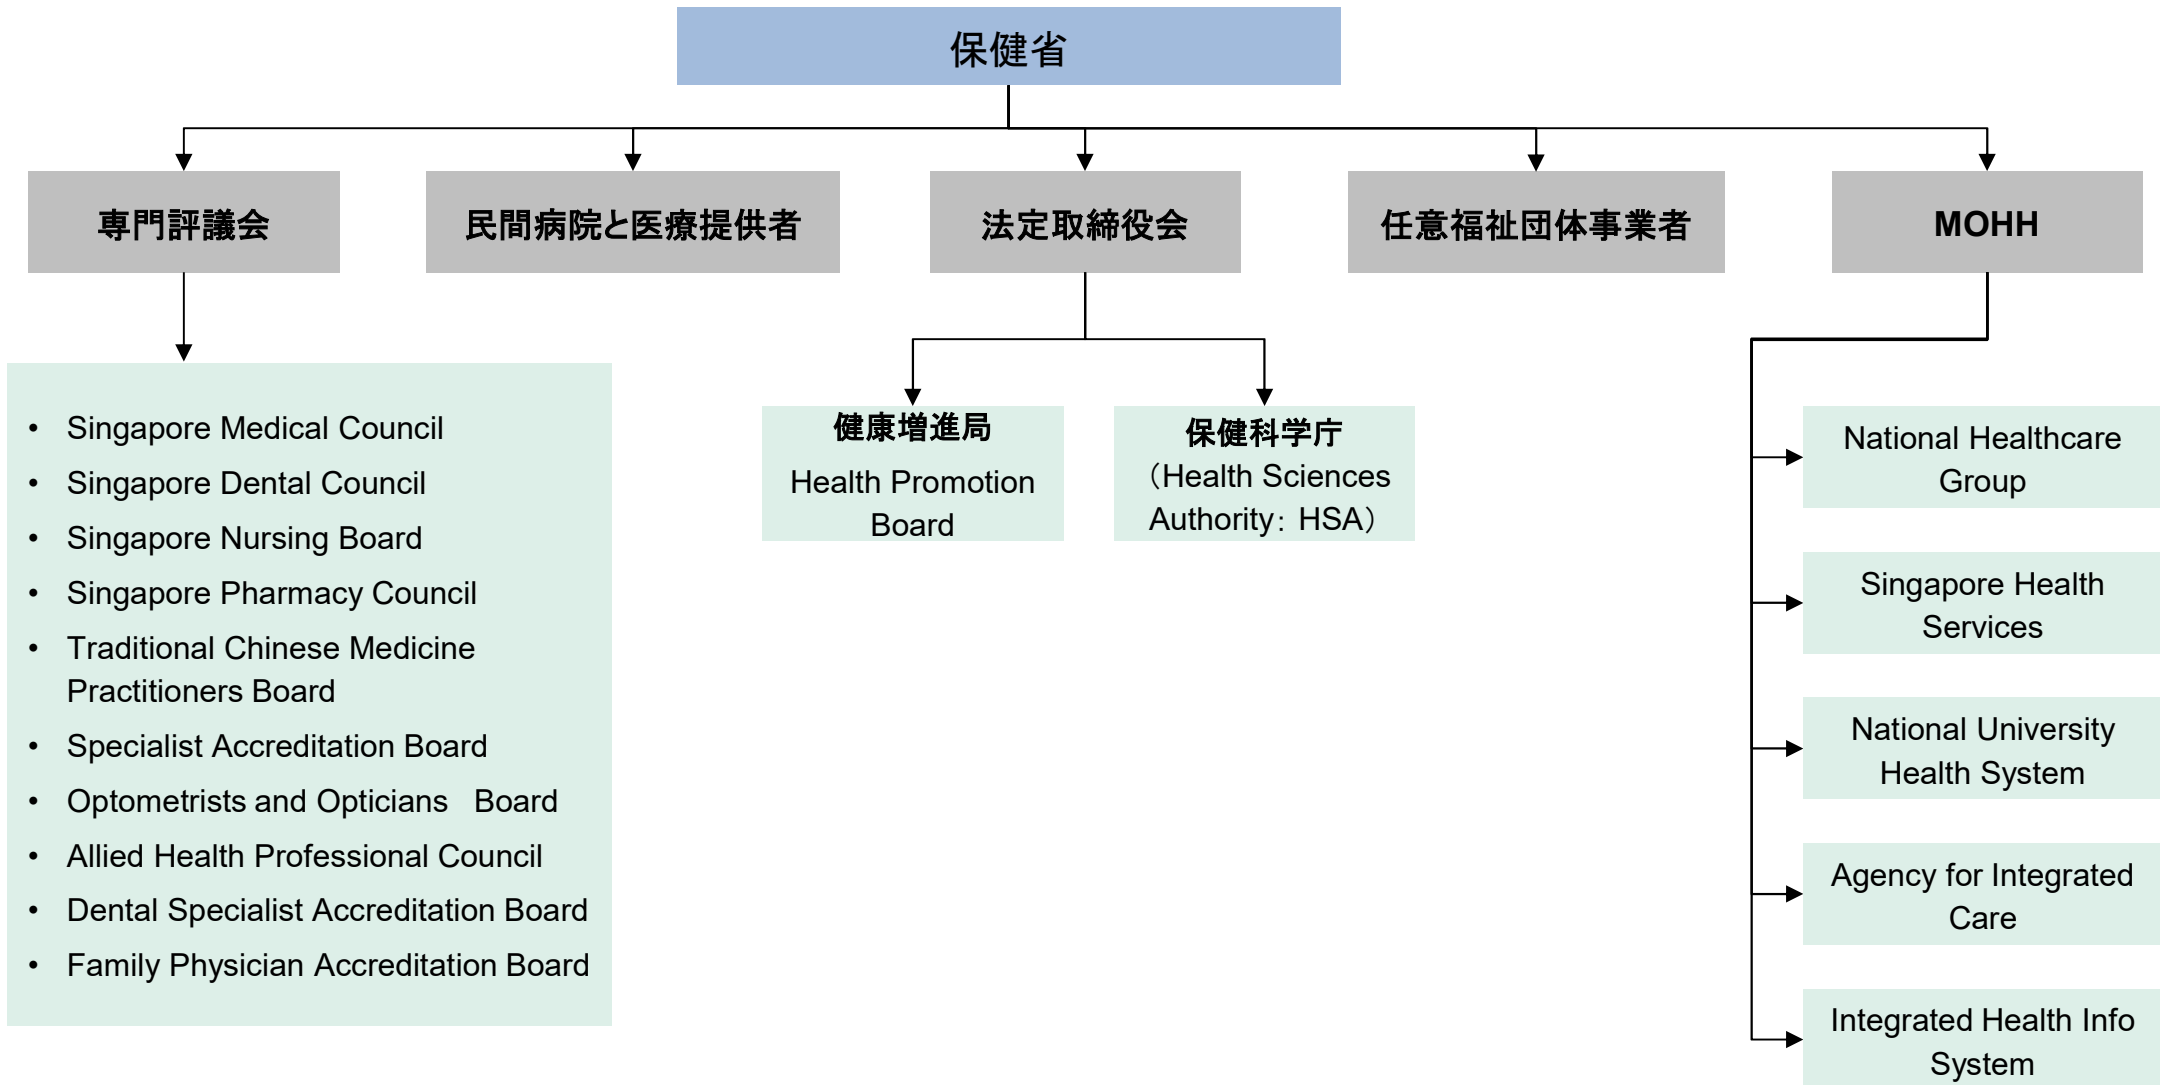 保健省
専門評議会
民間病院と医療提供者
法定取締役会
任意福祉団体事業者
MOHH
• Singapore Medical Council
• Singapore Dental Council
• Singapore Nursing Board
• Singapore Pharmacy Council
• Traditional Chinese Medicine
Practitioners Board
• Specialist Accreditation Board
• Optometrists and Opticians Board
• Allied Health Professional Council
• Dental Specialist Accreditation Board
• Family Physician Accreditation Board
健康増進局
Health Promotion
Board
保健科学庁
（Health Sciences
Authority： HSA）
National Healthcare
Group
Singapore Health
Services
National University
Health System
Agency for Integrated
Care
Integrated Health Info
System